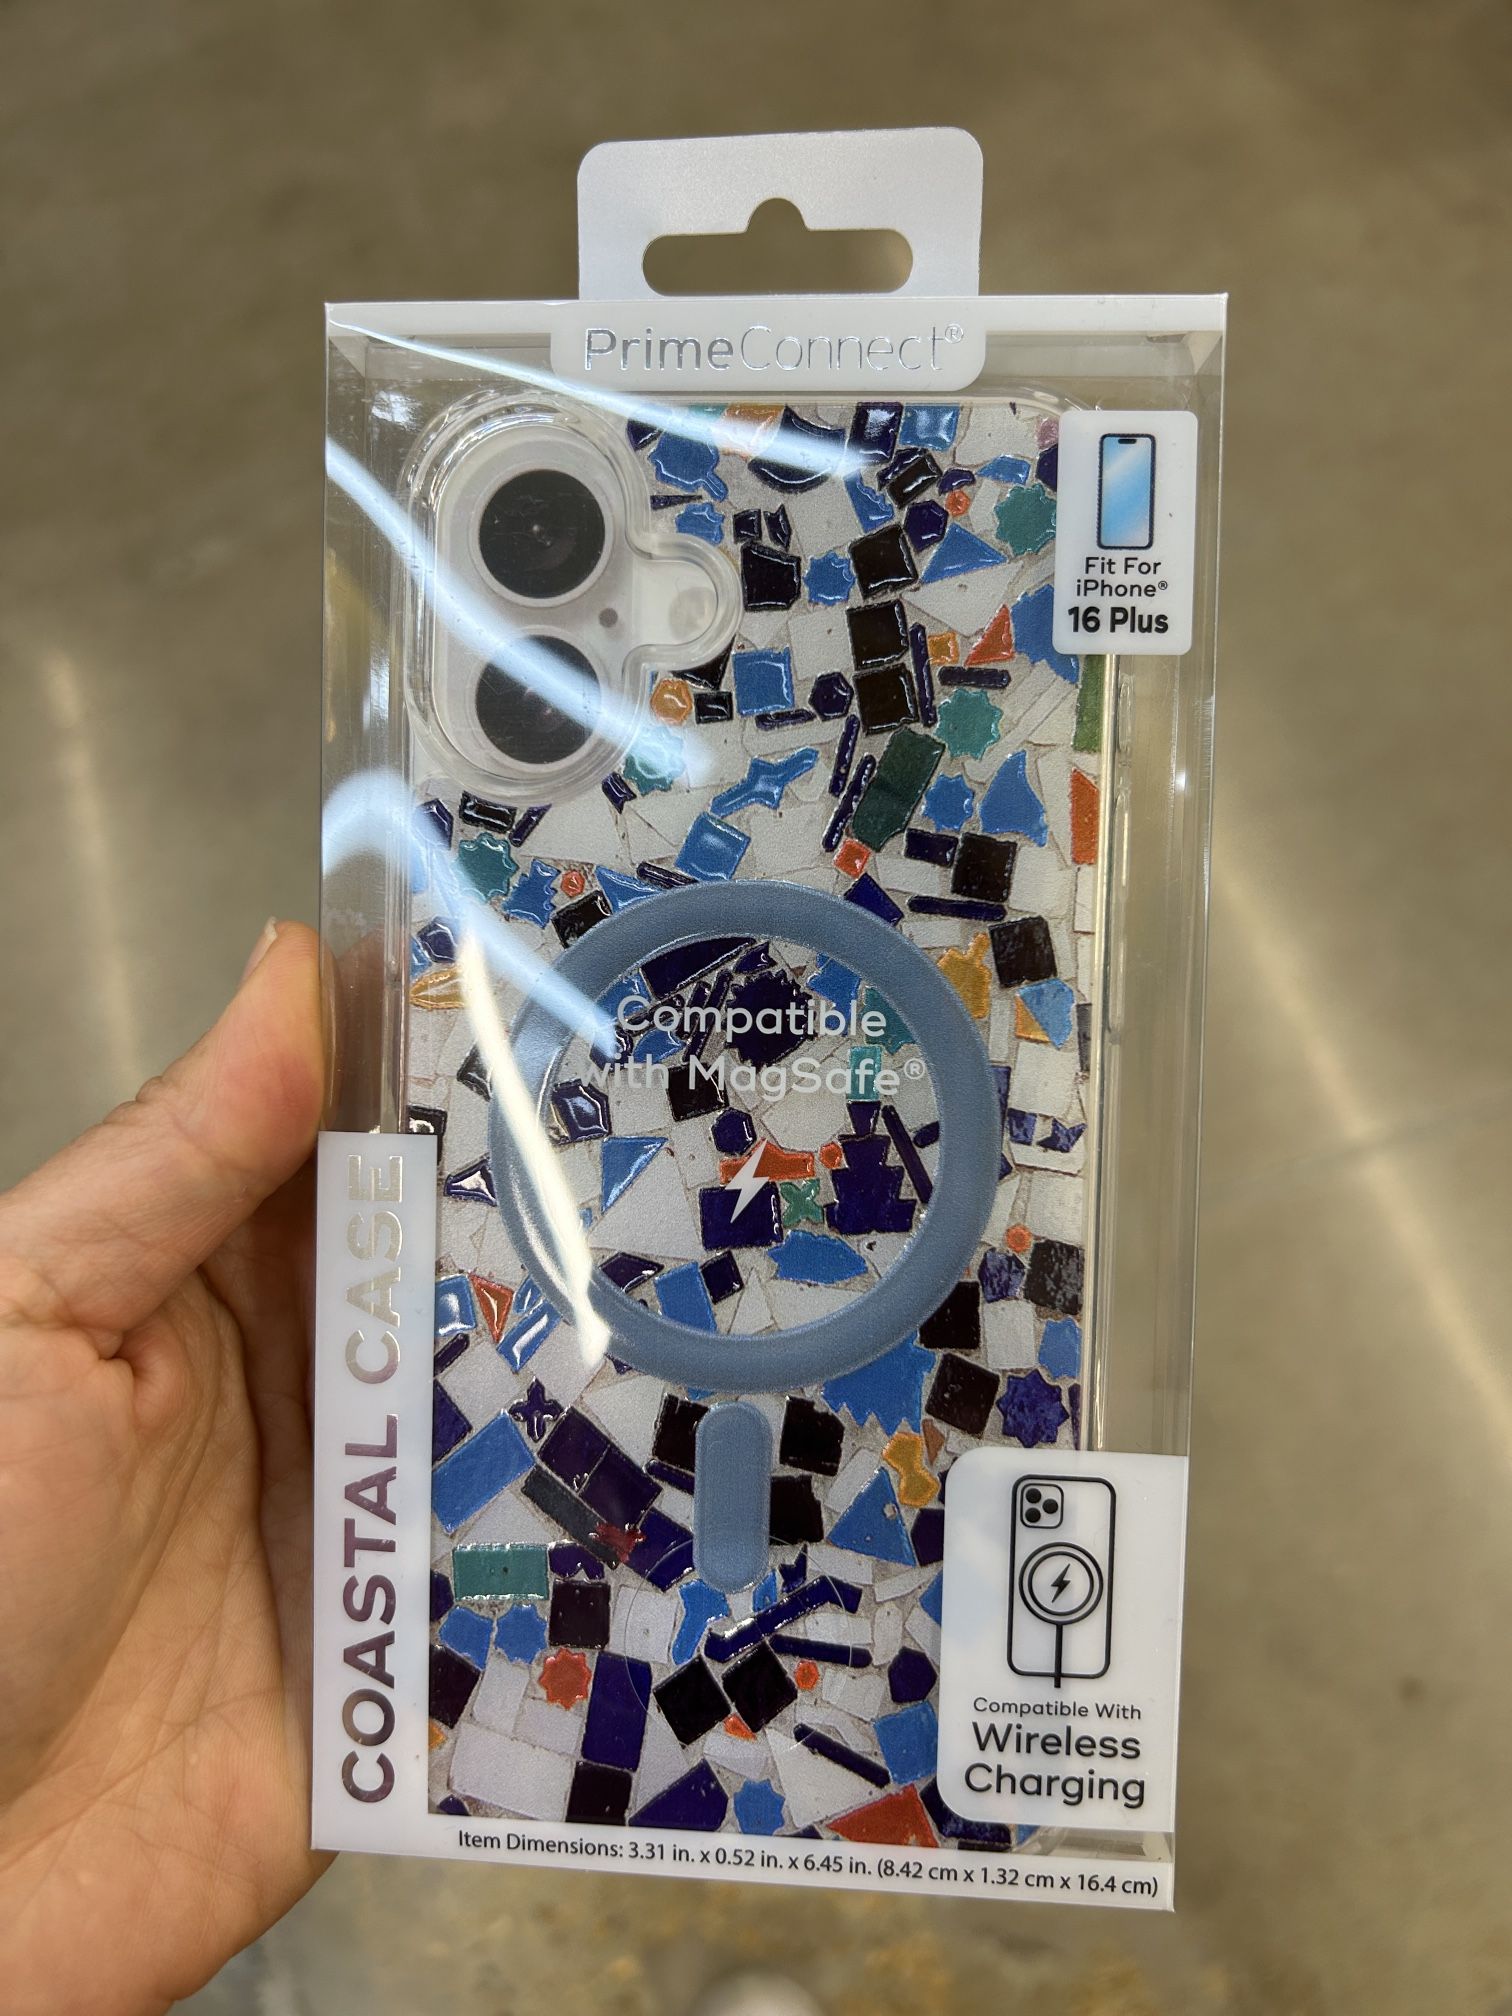 PrimeConnect®
Fit For
iPhone®
16 Plus
Compatible
with MagSafe®
COASTAL CASE
Compatible With
Wireless
Charging
Item Dimensions: 3.31 in. x 0.52 in. x 6.45 in. (8.42 cm x 1.32 cm x 16.4 cm)